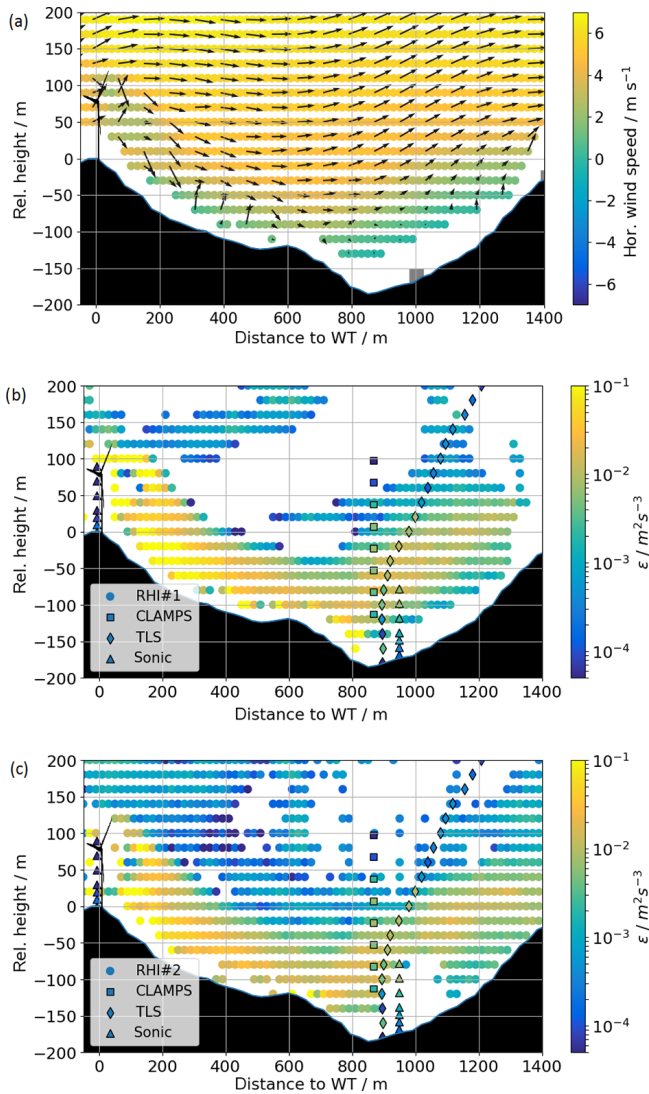 (a)
200
150
100
50
0
−50
−100
−150
−200
Rel. height / m
0 200 400 600 800 1000 1200 1400
Distance to WT / m
6
4
2
0
−2
−4
−6
Hor. wind speed / m s⁻¹
(b)
200
150
100
50
0
−50
−100
−150
−200
Rel. height / m
RHI#1
CLAMPS
TLS
Sonic
0 200 400 600 800 1000 1200 1400
Distance to WT / m
10⁻¹
10⁻²
10⁻³
10⁻⁴
ε / m²s⁻³
(c)
200
150
100
50
0
−50
−100
−150
−200
Rel. height / m
RHI#2
CLAMPS
TLS
Sonic
0 200 400 600 800 1000 1200 1400
Distance to WT / m
10⁻¹
10⁻²
10⁻³
10⁻⁴
ε / m²s⁻³